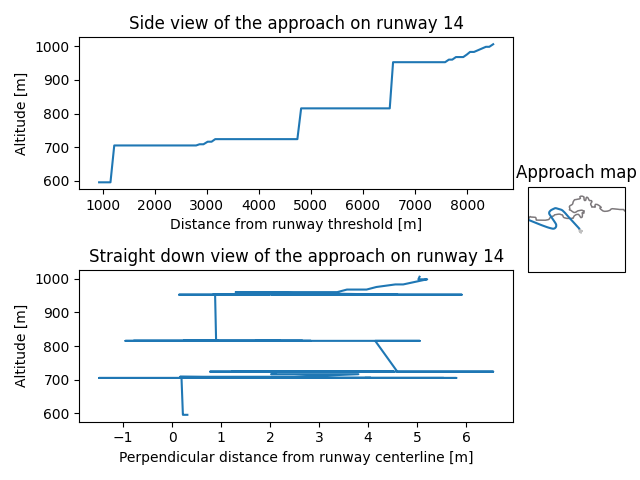 Side view of the approach on runway 14
1000
900
800
700
600
Altitude [m]
1000 2000 3000 4000 5000 6000 7000 8000
Distance from runway threshold [m]
Approach map
Straight down view of the approach on runway 14
1000
900
800
700
600
Altitude [m]
−1 0 1 2 3 4 5 6
Perpendicular distance from runway centerline [m]